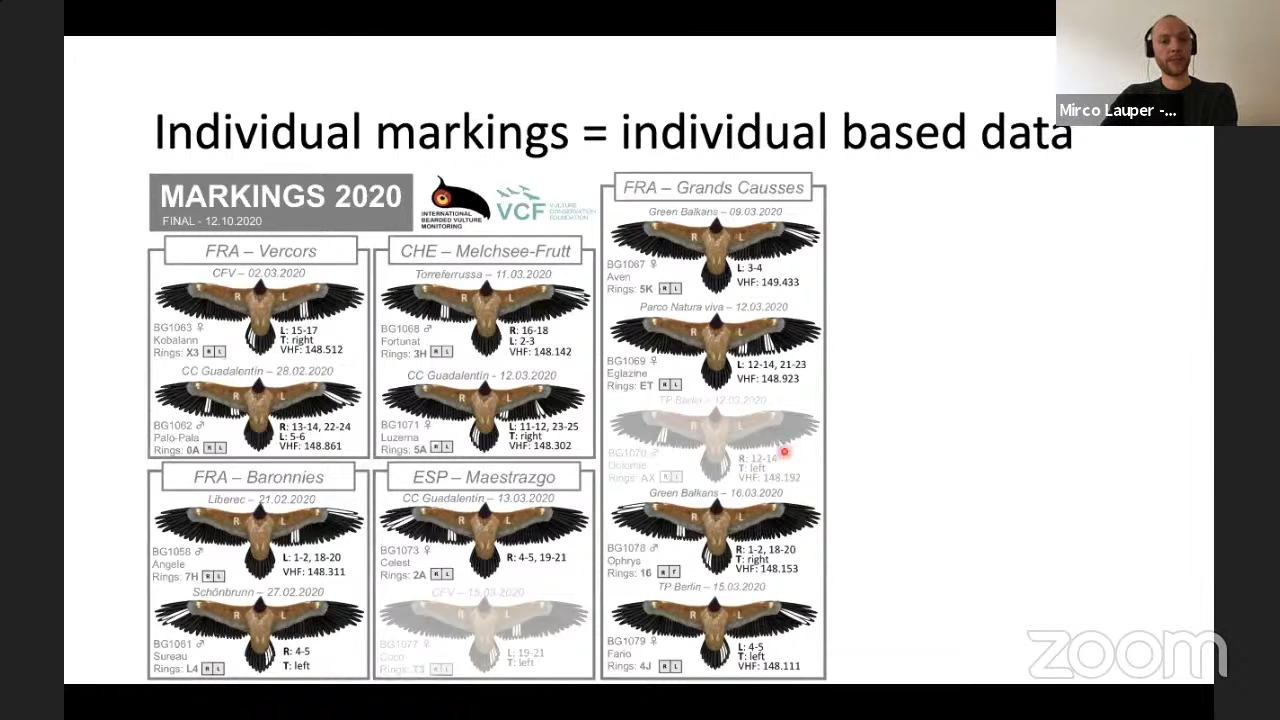 Mirco Lauper -...
Individual markings = individual based data
MARKINGS 2020
FINAL - 12.10.2020
INTERNATIONAL
BEARDED VULTURE
MONITORING
VCF
VULTURE
CONSERVATION
FOUNDATION
FRA – Vercors
CFV – 02.03.2020
R L
BG1063 ♀
Kobalann
Rings: X3 R L
L: 15-17
T: right
VHF: 148.512
CC Guadalentín – 28.02.2020
R L
BG1062 ♂
Palo-Pala
Rings: 0A R L
R: 13-14, 22-24
L: 5-6
VHF: 148.861
FRA – Baronnies
Liberec – 21.02.2020
R L
BG1058 ♂
Angele
Rings: 7H R L
L: 1-2, 18-20
VHF: 148.311
Schönbrunn – 27.02.2020
R L
BG1061 ♂
Sureau
Rings: L4 R L
R: 4-5
T: left
CHE – Melchsee-Frutt
Torreferrussa – 11.03.2020
R L
BG1068 ♂
Fortunat
Rings: 3H R L
R: 16-18
L: 2-3
VHF: 148.142
CC Guadalentín - 12.03.2020
R L
BG1071 ♀
Luzerna
Rings: 5A R L
L: 11-12, 23-25
T: right
VHF: 148.302
ESP – Maestrazgo
CC Guadalentín – 13.03.2020
R L
BG1073 ♀
Celest
Rings: 2A R L
R: 4-5, 19-21
CFV – 15.03.2020
R L
BG1077 ♀
Coco
Rings: T3 R L
L: 19-21
T: left
FRA – Grands Causses
Green Balkans – 09.03.2020
R L
BG1067 ♀
Aven
Rings: 5K R L
L: 3-4
VHF: 149.433
Parco Natura viva – 12.03.2020
R L
BG1069 ♀
Eglazine
Rings: ET R L
L: 12-14, 21-23
VHF: 148.923
TP Berlin – 12.03.2020
R L
BG1070 ♂
Dolomie
Rings: AX R L
R: 12-14
T: left
VHF: 148.192
Green Balkans – 16.03.2020
R L
BG1078 ♂
Ophrys
Rings: 16 R
R: 1-2, 18-20
T: right
VHF: 148.153
TP Berlin – 15.03.2020
R L
BG1079 ♀
Fario
Rings: 4J R L
L: 4-5
T: left
VHF: 148.111
zoom